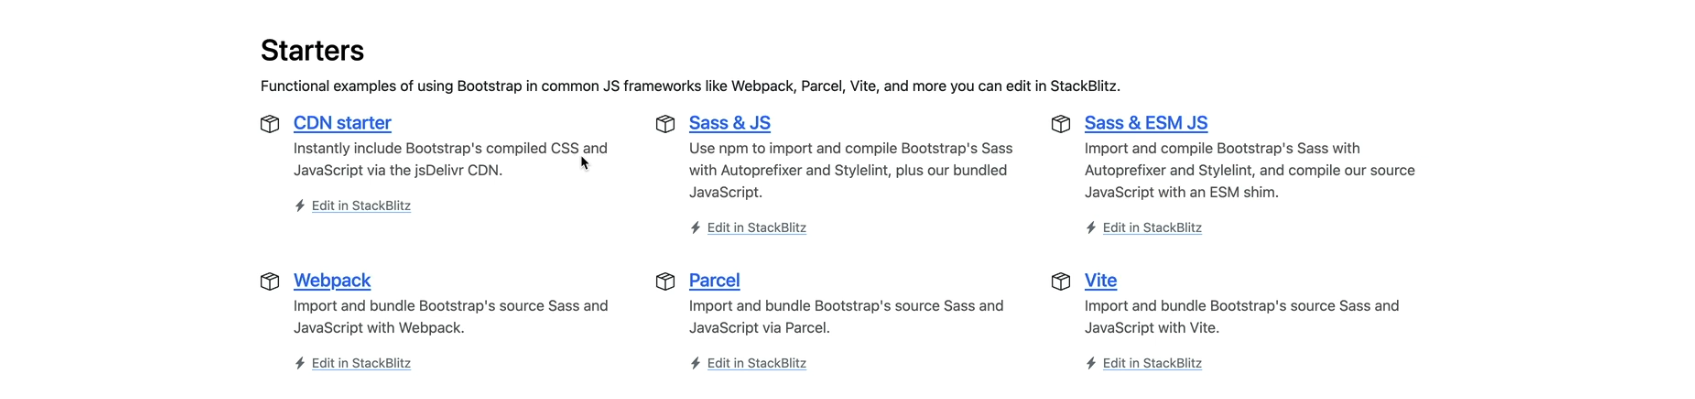 Starters
Functional examples of using Bootstrap in common JS frameworks like Webpack, Parcel, Vite, and more you can edit in StackBlitz.
CDN starter
Instantly include Bootstrap's compiled CSS and
JavaScript via the jsDelivr CDN.
Edit in StackBlitz
Sass & JS
Use npm to import and compile Bootstrap's Sass
with Autoprefixer and Stylelint, plus our bundled
JavaScript.
Edit in StackBlitz
Sass & ESM JS
Import and compile Bootstrap's Sass with
Autoprefixer and Stylelint, and compile our source
JavaScript with an ESM shim.
Edit in StackBlitz
Webpack
Import and bundle Bootstrap's source Sass and
JavaScript with Webpack.
Edit in StackBlitz
Parcel
Import and bundle Bootstrap's source Sass and
JavaScript via Parcel.
Edit in StackBlitz
Vite
Import and bundle Bootstrap's source Sass and
JavaScript with Vite.
Edit in StackBlitz